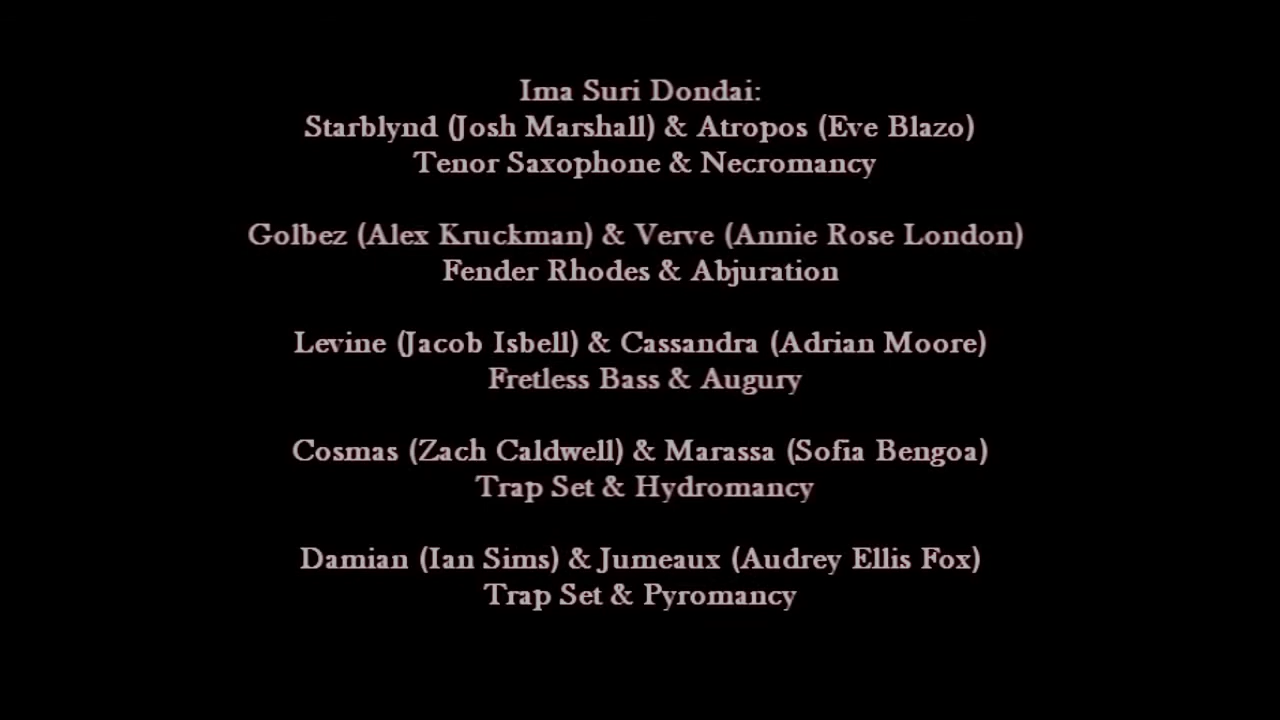 Ima Suri Dondai:
Starblynd (Josh Marshall) & Atropos (Eve Blazo)
Tenor Saxophone & Necromancy
Golbez (Alex Kruckman) & Verve (Annie Rose London)
Fender Rhodes & Abjuration
Levine (Jacob Isbell) & Cassandra (Adrian Moore)
Fretless Bass & Augury
Cosmas (Zach Caldwell) & Marassa (Sofia Bengoa)
Trap Set & Hydromancy
Damian (Ian Sims) & Jumeaux (Audrey Ellis Fox)
Trap Set & Pyromancy